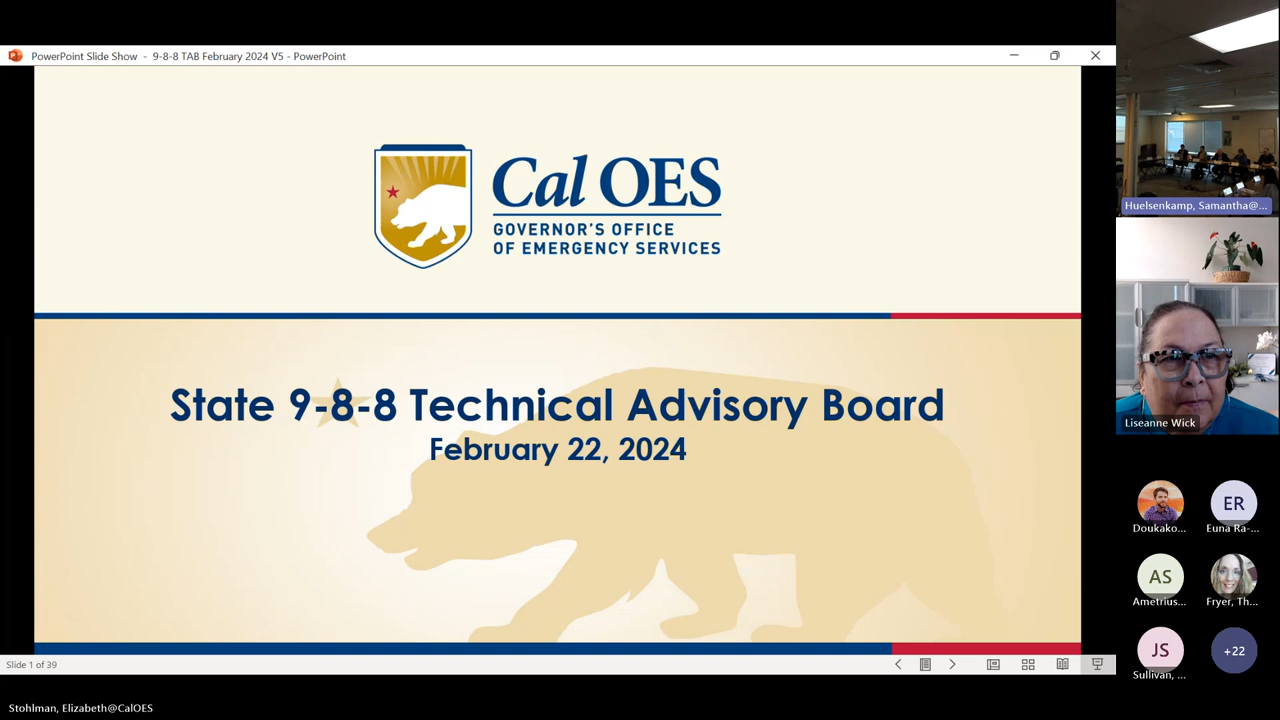 PowerPoint Slide Show - 9-8-8 TAB February 2024 V5 - PowerPoint
Cal OES
GOVERNOR'S OFFICE
OF EMERGENCY SERVICES
State 9-8-8 Technical Advisory Board
February 22, 2024
Slide 1 of 39
Stohlman, Elizabeth@CalOES
Huelsenkamp, Samantha@...
Liseanne Wick
Doukako...
ER
Euna Ra-...
AS
Ametrius...
Fryer, Th...
JS
Sullivan, ...
+22